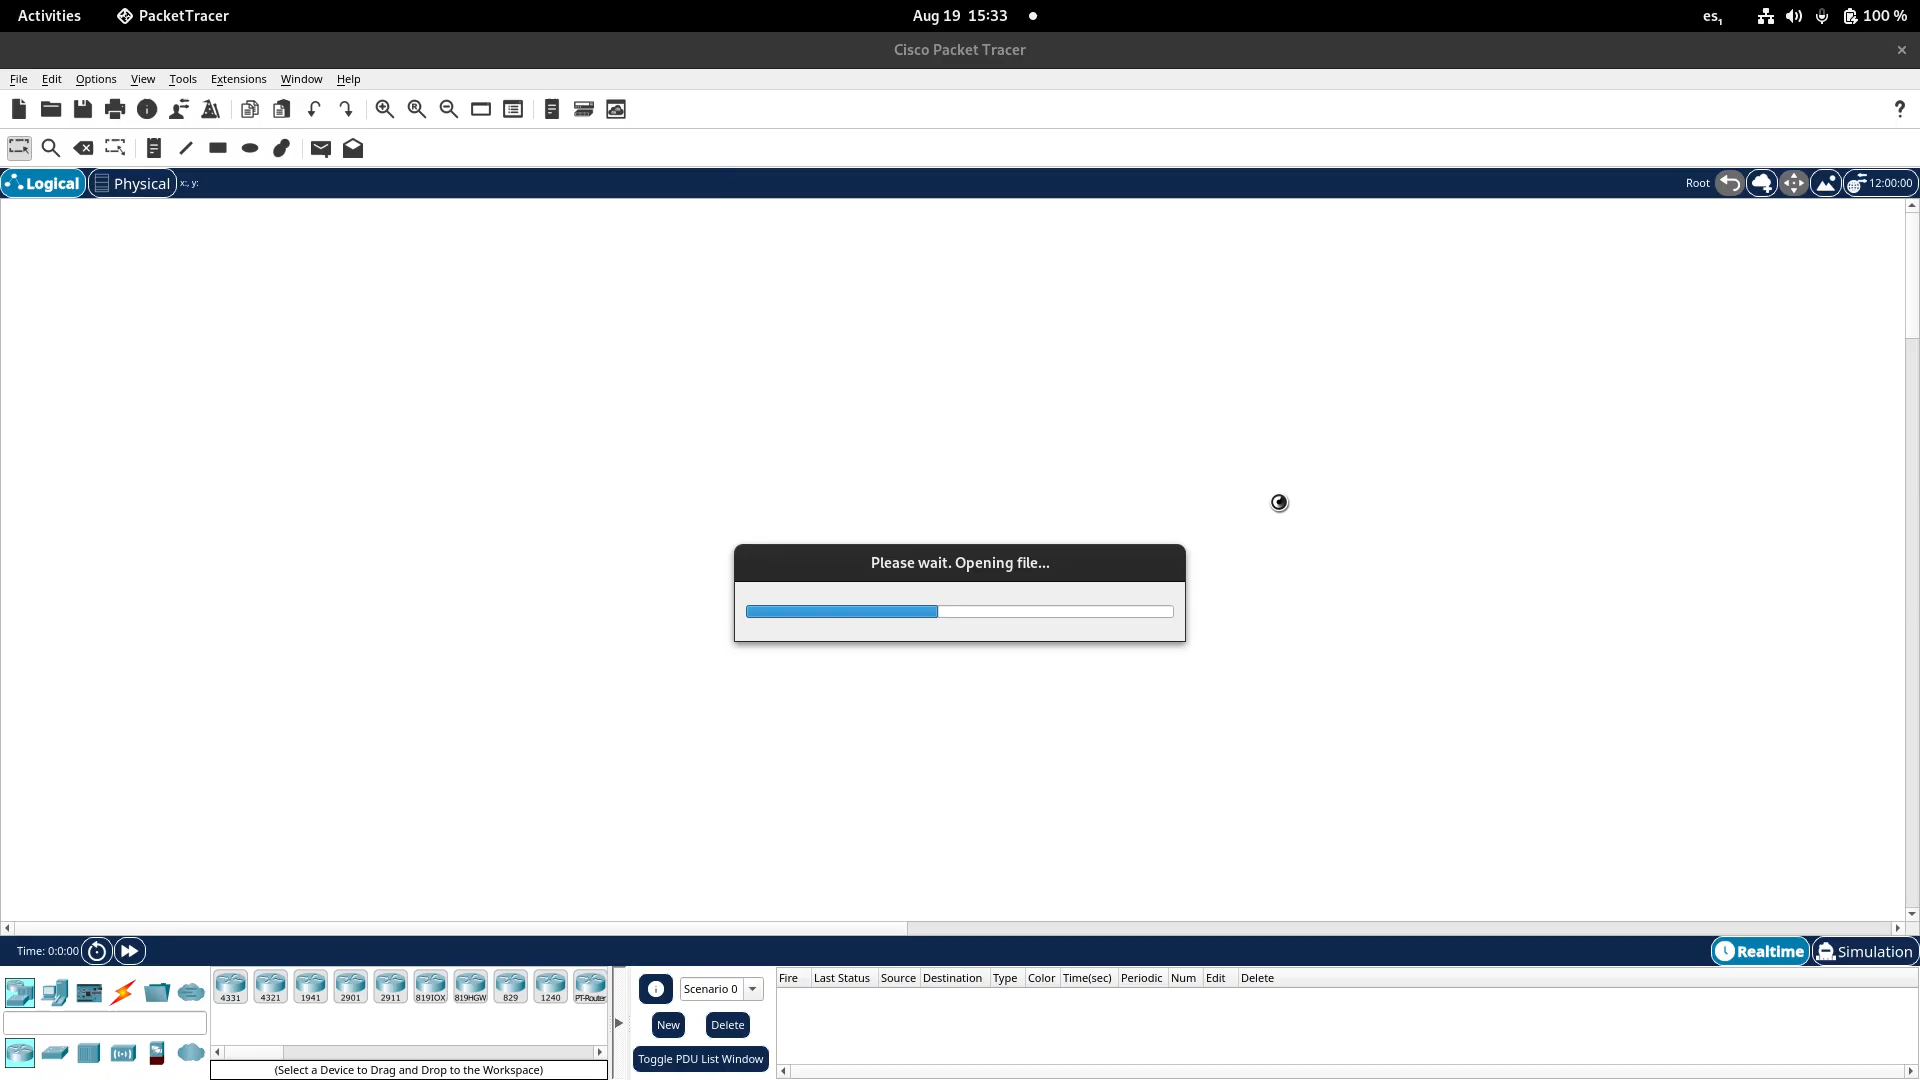 Activities PacketTracer Aug 19 15:33 es₁ 100 %
Cisco Packet Tracer
File Edit Options View Tools Extensions Window Help
Logical Physical x:, y: Root 12:00:00
Please wait. Opening file...
Time: 0:0:00 Realtime Simulation
4331 4321 1941 2901 2911 819IOX 819HGW 829 1240 PT-Router
(Select a Device to Drag and Drop to the Workspace)
Scenario 0
New Delete
Toggle PDU List Window
Fire Last Status Source Destination Type Color Time(sec) Periodic Num Edit Delete